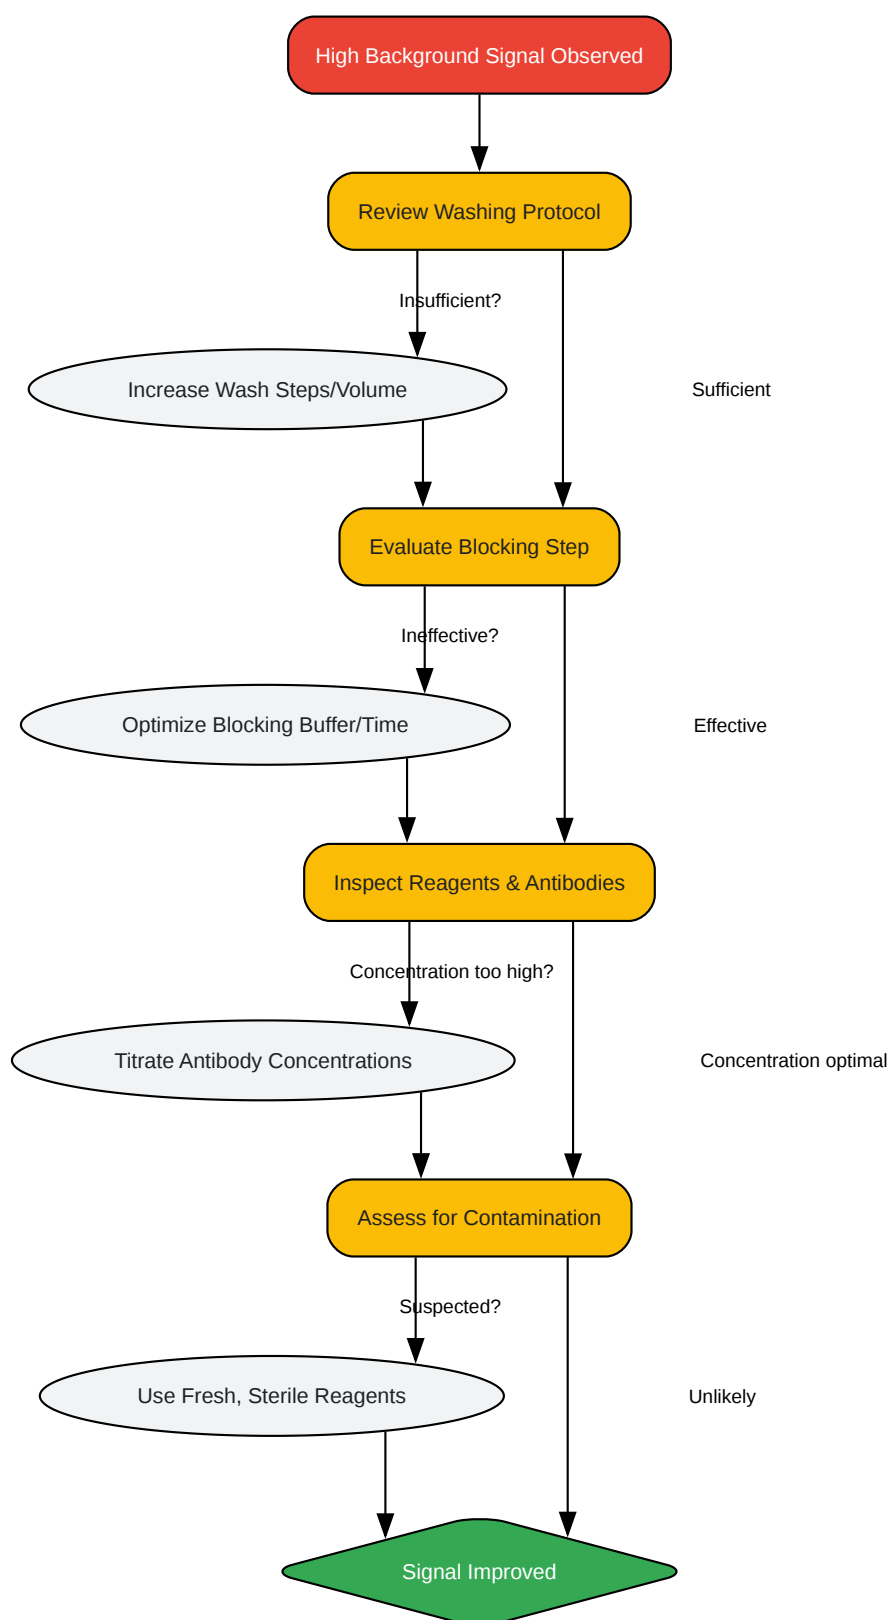 High Background Signal Observed
Review Washing Protocol
Insufficient?
Increase Wash Steps/Volume
Sufficient
Evaluate Blocking Step
Ineffective?
Optimize Blocking Buffer/Time
Effective
Inspect Reagents & Antibodies
Concentration too high?
Titrate Antibody Concentrations
Concentration optimal
Assess for Contamination
Suspected?
Use Fresh, Sterile Reagents
Unlikely
Signal Improved